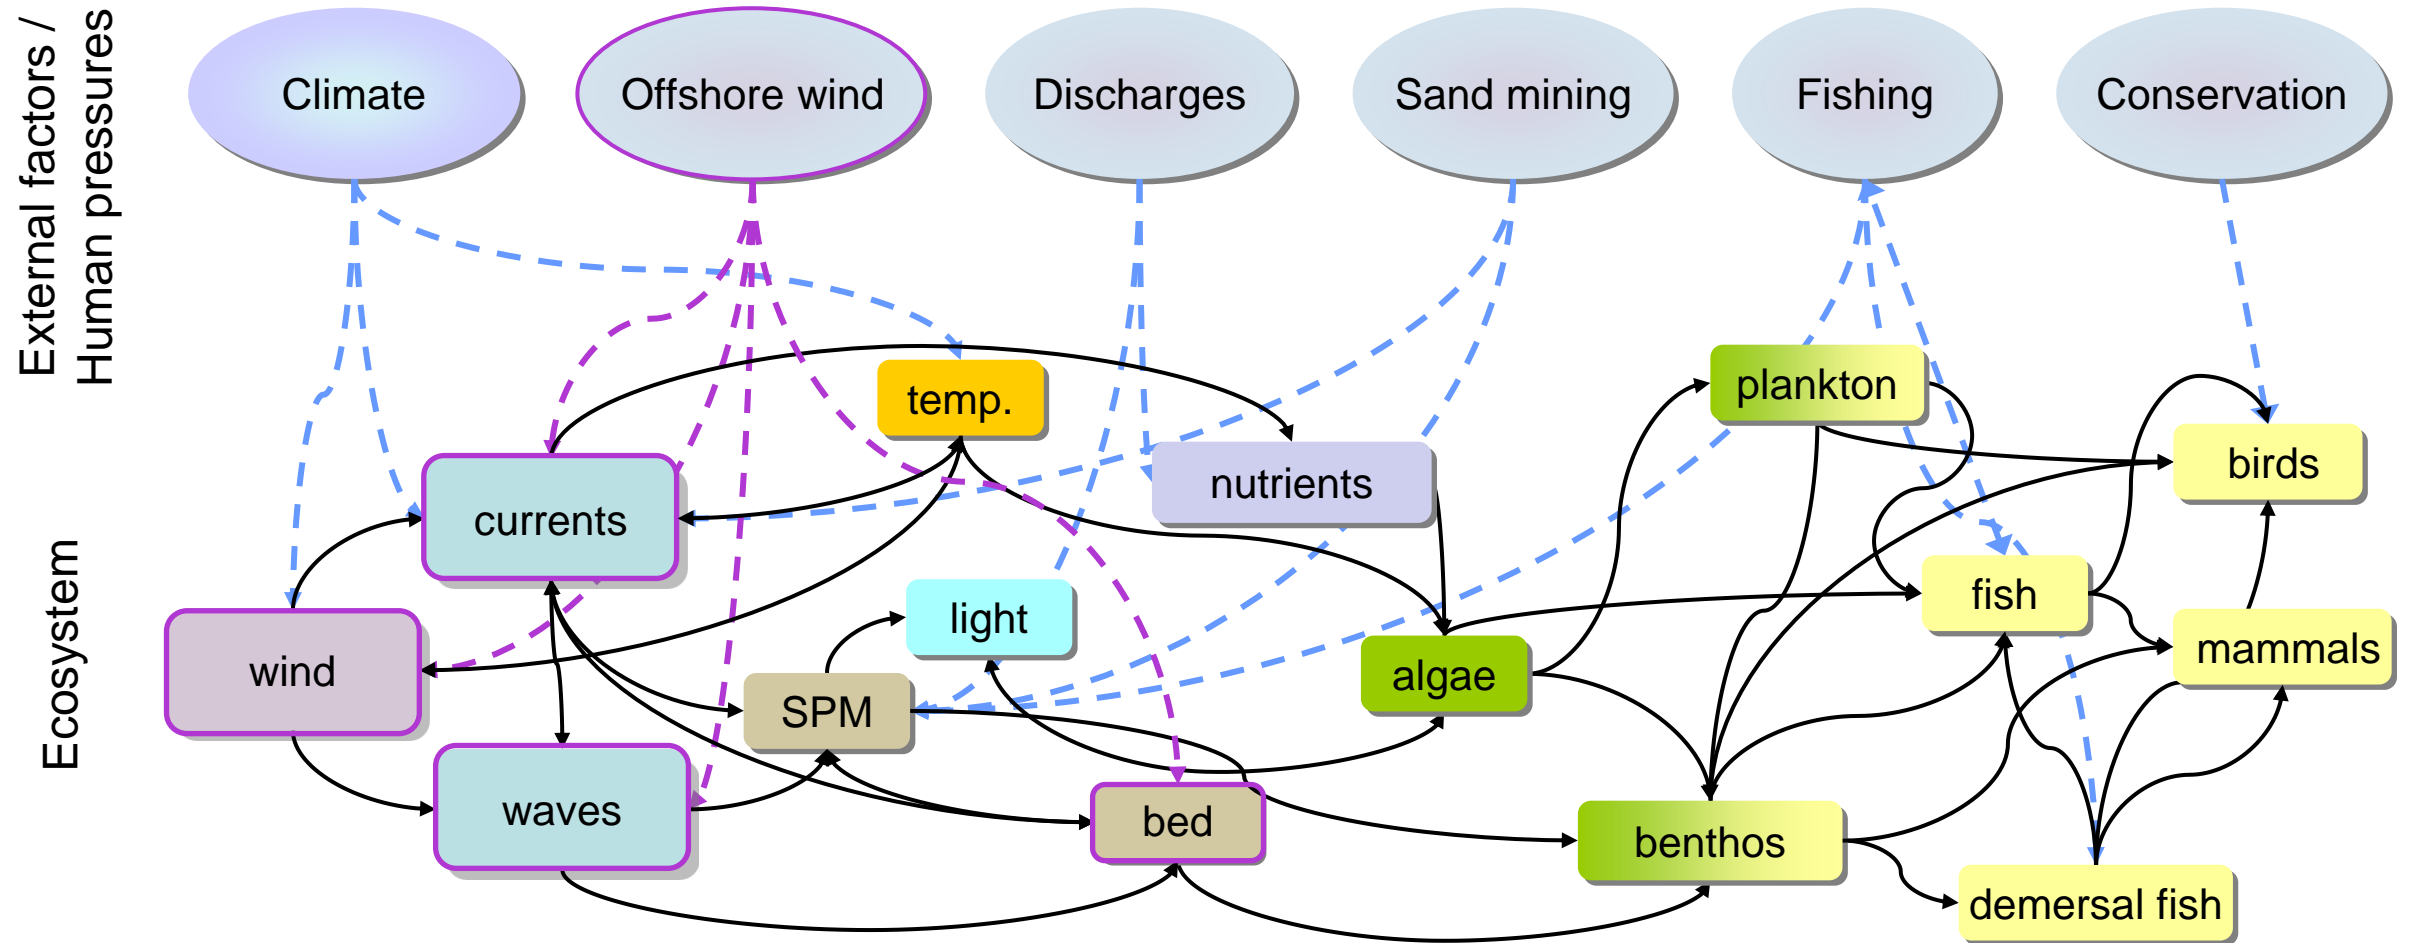 External factors /
Human pressures
Climate
Offshore wind
Discharges
Sand mining
Fishing
Conservation
Ecosystem
temp.
plankton
nutrients
birds
currents
light
fish
wind
SPM
algae
mammals
waves
bed
benthos
demersal fish